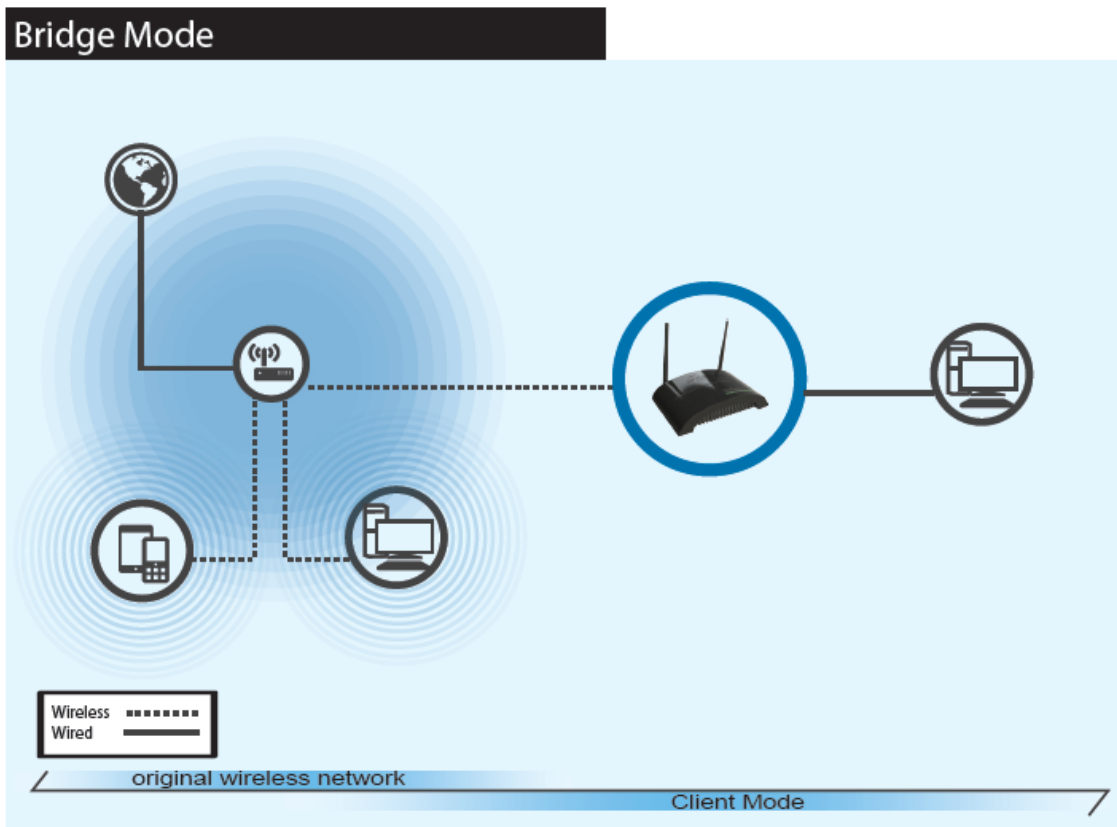 Bridge Mode
Wireless
Wired
original wireless network
Client Mode